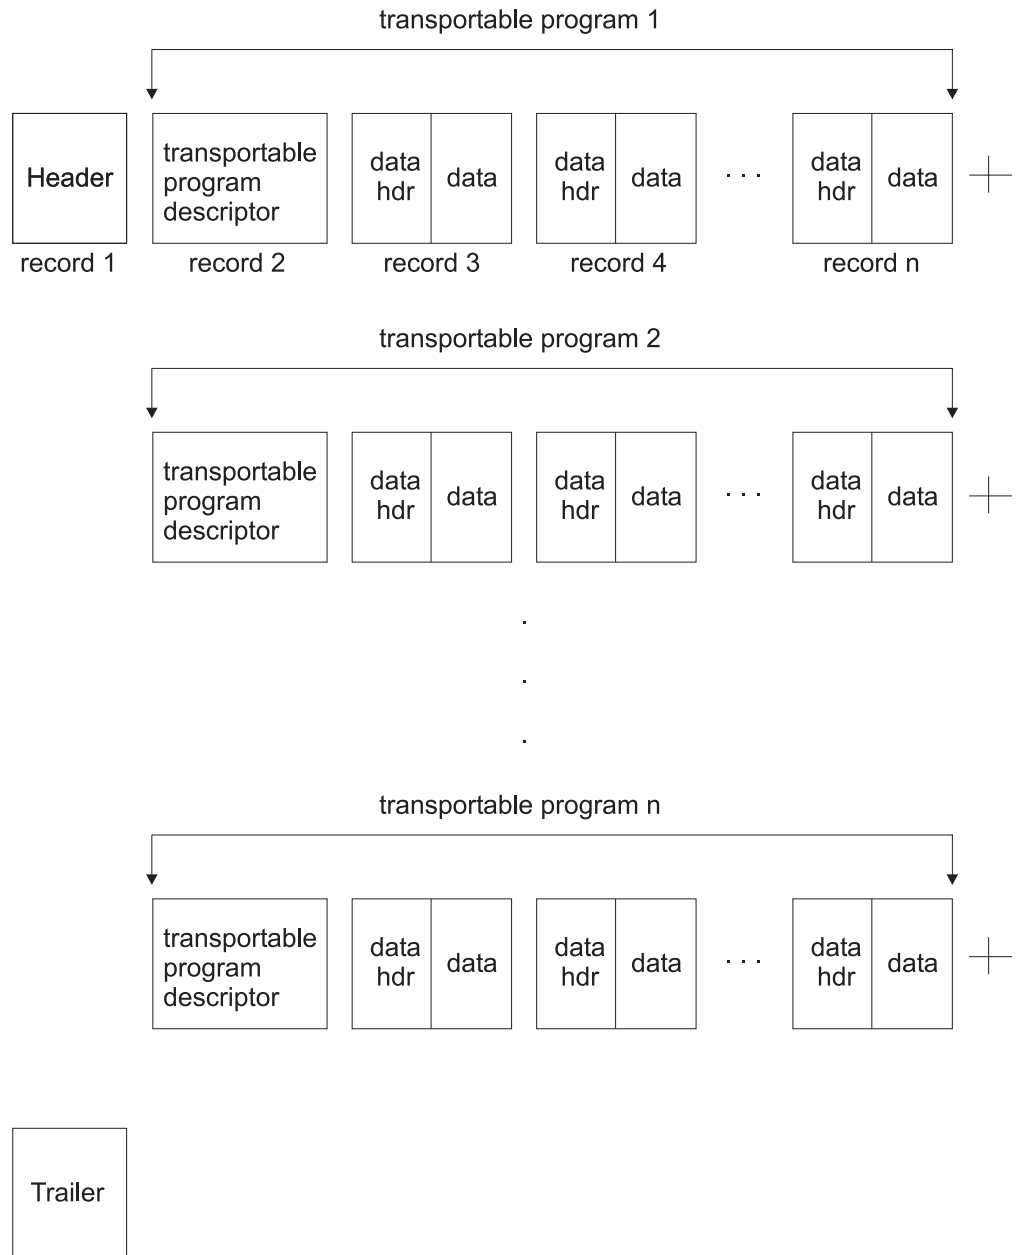 transportable program 1
Header
transportable
program
descriptor
data
hdr
data
data
hdr
data
. . .
data
hdr
data
+
record 1
record 2
record 3
record 4
record n
transportable program 2
transportable
program
descriptor
data
hdr
data
data
hdr
data
. . .
data
hdr
data
+
.
.
.
transportable program n
transportable
program
descriptor
data
hdr
data
data
hdr
data
. . .
data
hdr
data
+
Trailer